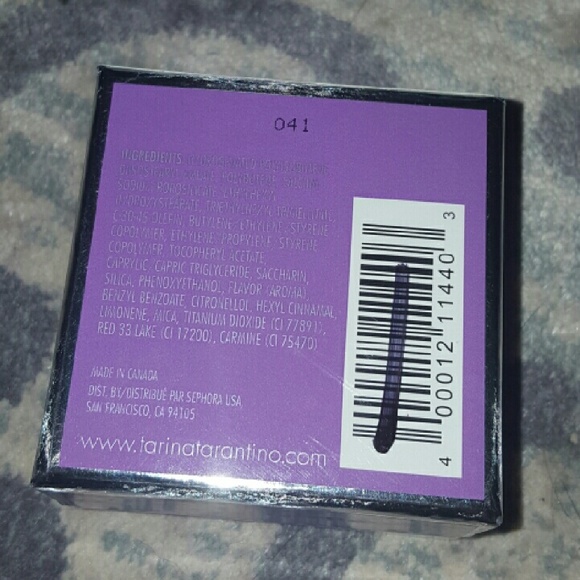 041
INGREDIENTS:
COPOLYMER, ETHYLENE, PROPYLENE, STYRENE
COPOLYMER, TOCOPHERYL ACETATE,
CAPRYLIC, CAPRIC TRIGLYCERIDE, SACCHARIN,
SILICA, PHENOXYETHANOL, FLAVOR (AROMA),
BENZYL BENZOATE, CITRONELLOL, HEXYL CINNAMAL,
LIMONENE, MICA, TITANIUM DIOXIDE (CI 77891),
RED 33 LAKE (CI 17200), CARMINE (CI 75470)
MADE IN CANADA
DIST. BY/DISTRIBUÉ PAR SEPHORA USA,
SAN FRANCISCO, CA 94105
www.tarinatarantino.com
4 00012 11440 3